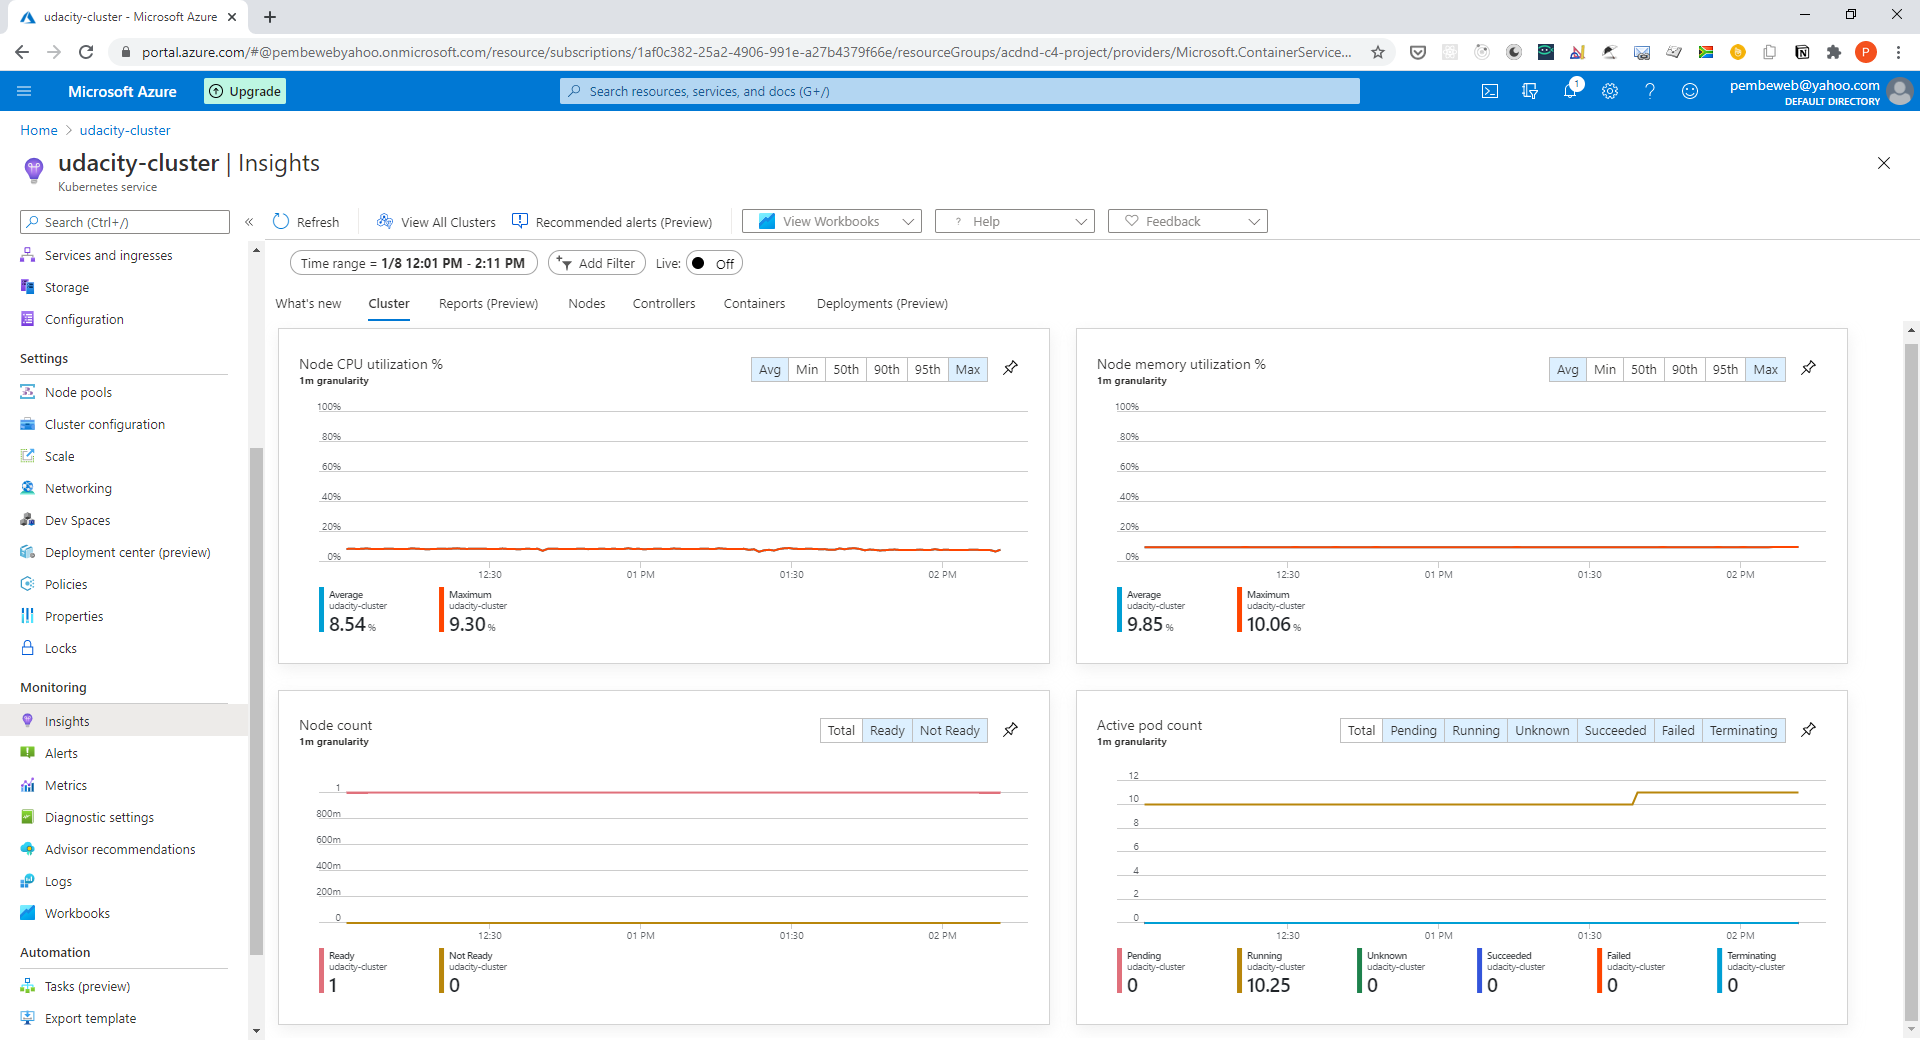 udacity-cluster - Microsoft Azure
portal.azure.com/#@pembewebyahoo.onmicrosoft.com/resource/subscriptions/1af0c382-25a2-4906-991e-a27b4379f66e/resourceGroups/acdnd-c4-project/providers/Microsoft.ContainerService...
P
Microsoft Azure
Upgrade
Search resources, services, and docs (G+/)
1
pembeweb@yahoo.com
DEFAULT DIRECTORY
Home > udacity-cluster
udacity-cluster | Insights
Kubernetes service
Search (Ctrl+/)
Refresh
View All Clusters
Recommended alerts (Preview)
View Workbooks
? Help
Feedback
Services and ingresses
Storage
Configuration
Settings
Node pools
Cluster configuration
Scale
Networking
Dev Spaces
Deployment center (preview)
Policies
Properties
Locks
Monitoring
Insights
Alerts
Metrics
Diagnostic settings
Advisor recommendations
Logs
Workbooks
Automation
Tasks (preview)
Export template
Time range = 1/8 12:01 PM - 2:11 PM
Add Filter
Live: Off
What's new Cluster Reports (Preview) Nodes Controllers Containers Deployments (Preview)
Node CPU utilization %
1m granularity
Avg Min 50th 90th 95th Max
100%
80%
60%
40%
20%
0%
12:30 01 PM 01:30 02 PM
Average
udacity-cluster
8.54 %
Maximum
udacity-cluster
9.30 %
Node memory utilization %
1m granularity
Avg Min 50th 90th 95th Max
100%
80%
60%
40%
20%
0%
12:30 01 PM 01:30 02 PM
Average
udacity-cluster
9.85 %
Maximum
udacity-cluster
10.06 %
Node count
1m granularity
Total Ready Not Ready
1
800m
600m
400m
200m
0
12:30 01 PM 01:30 02 PM
Ready
udacity-cluster
1
Not Ready
udacity-cluster
0
Active pod count
1m granularity
Total Pending Running Unknown Succeeded Failed Terminating
12
10
8
6
4
2
0
12:30 01 PM 01:30 02 PM
Pending
udacity-cluster
0
Running
udacity-cluster
10.25
Unknown
udacity-cluster
0
Succeeded
udacity-cluster
0
Failed
udacity-cluster
0
Terminating
udacity-cluster
0